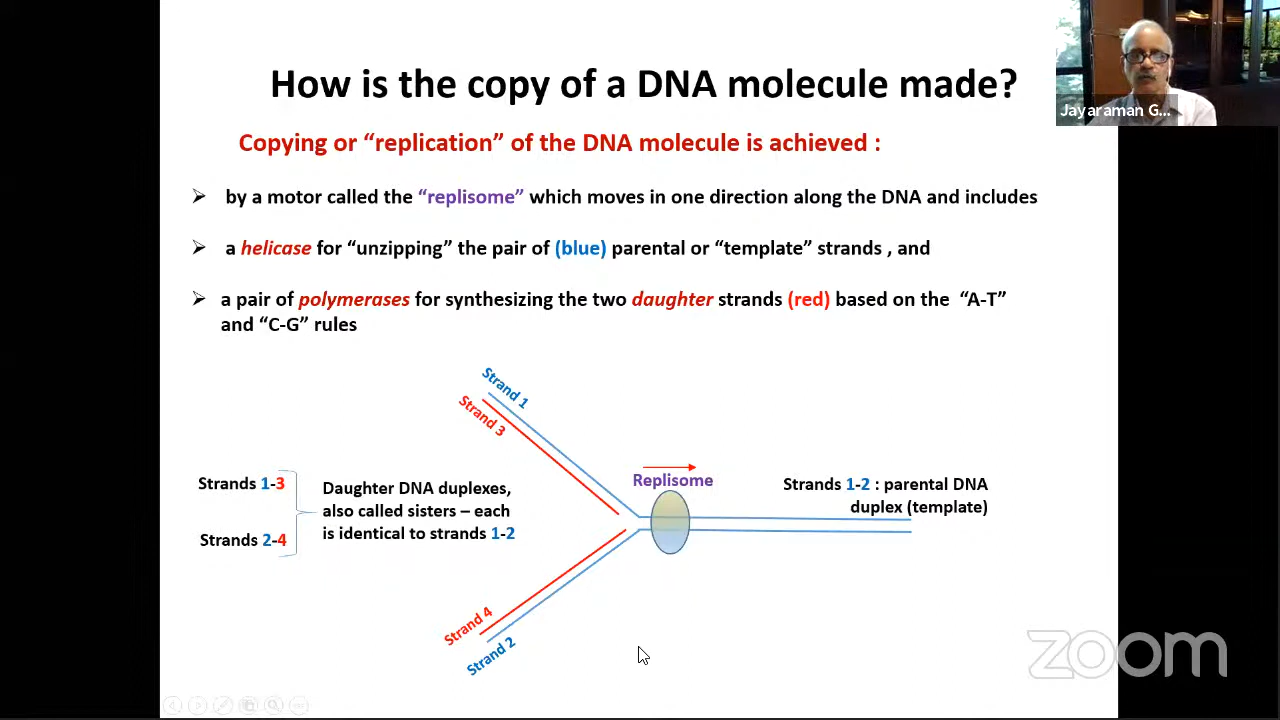 How is the copy of a DNA molecule made?
Jayaraman G...
Copying or “replication” of the DNA molecule is achieved :
by a motor called the “replisome” which moves in one direction along the DNA and includes
a helicase for “unzipping” the pair of (blue) parental or “template” strands , and
a pair of polymerases for synthesizing the two daughter strands (red) based on the “A-T”
and “C-G” rules
Strand 1
Strand 3
Replisome
Strands 1-3
Strands 2-4
Daughter DNA duplexes,
also called sisters – each
is identical to strands 1-2
Strands 1-2 : parental DNA
duplex (template)
Strand 4
Strand 2
zoom